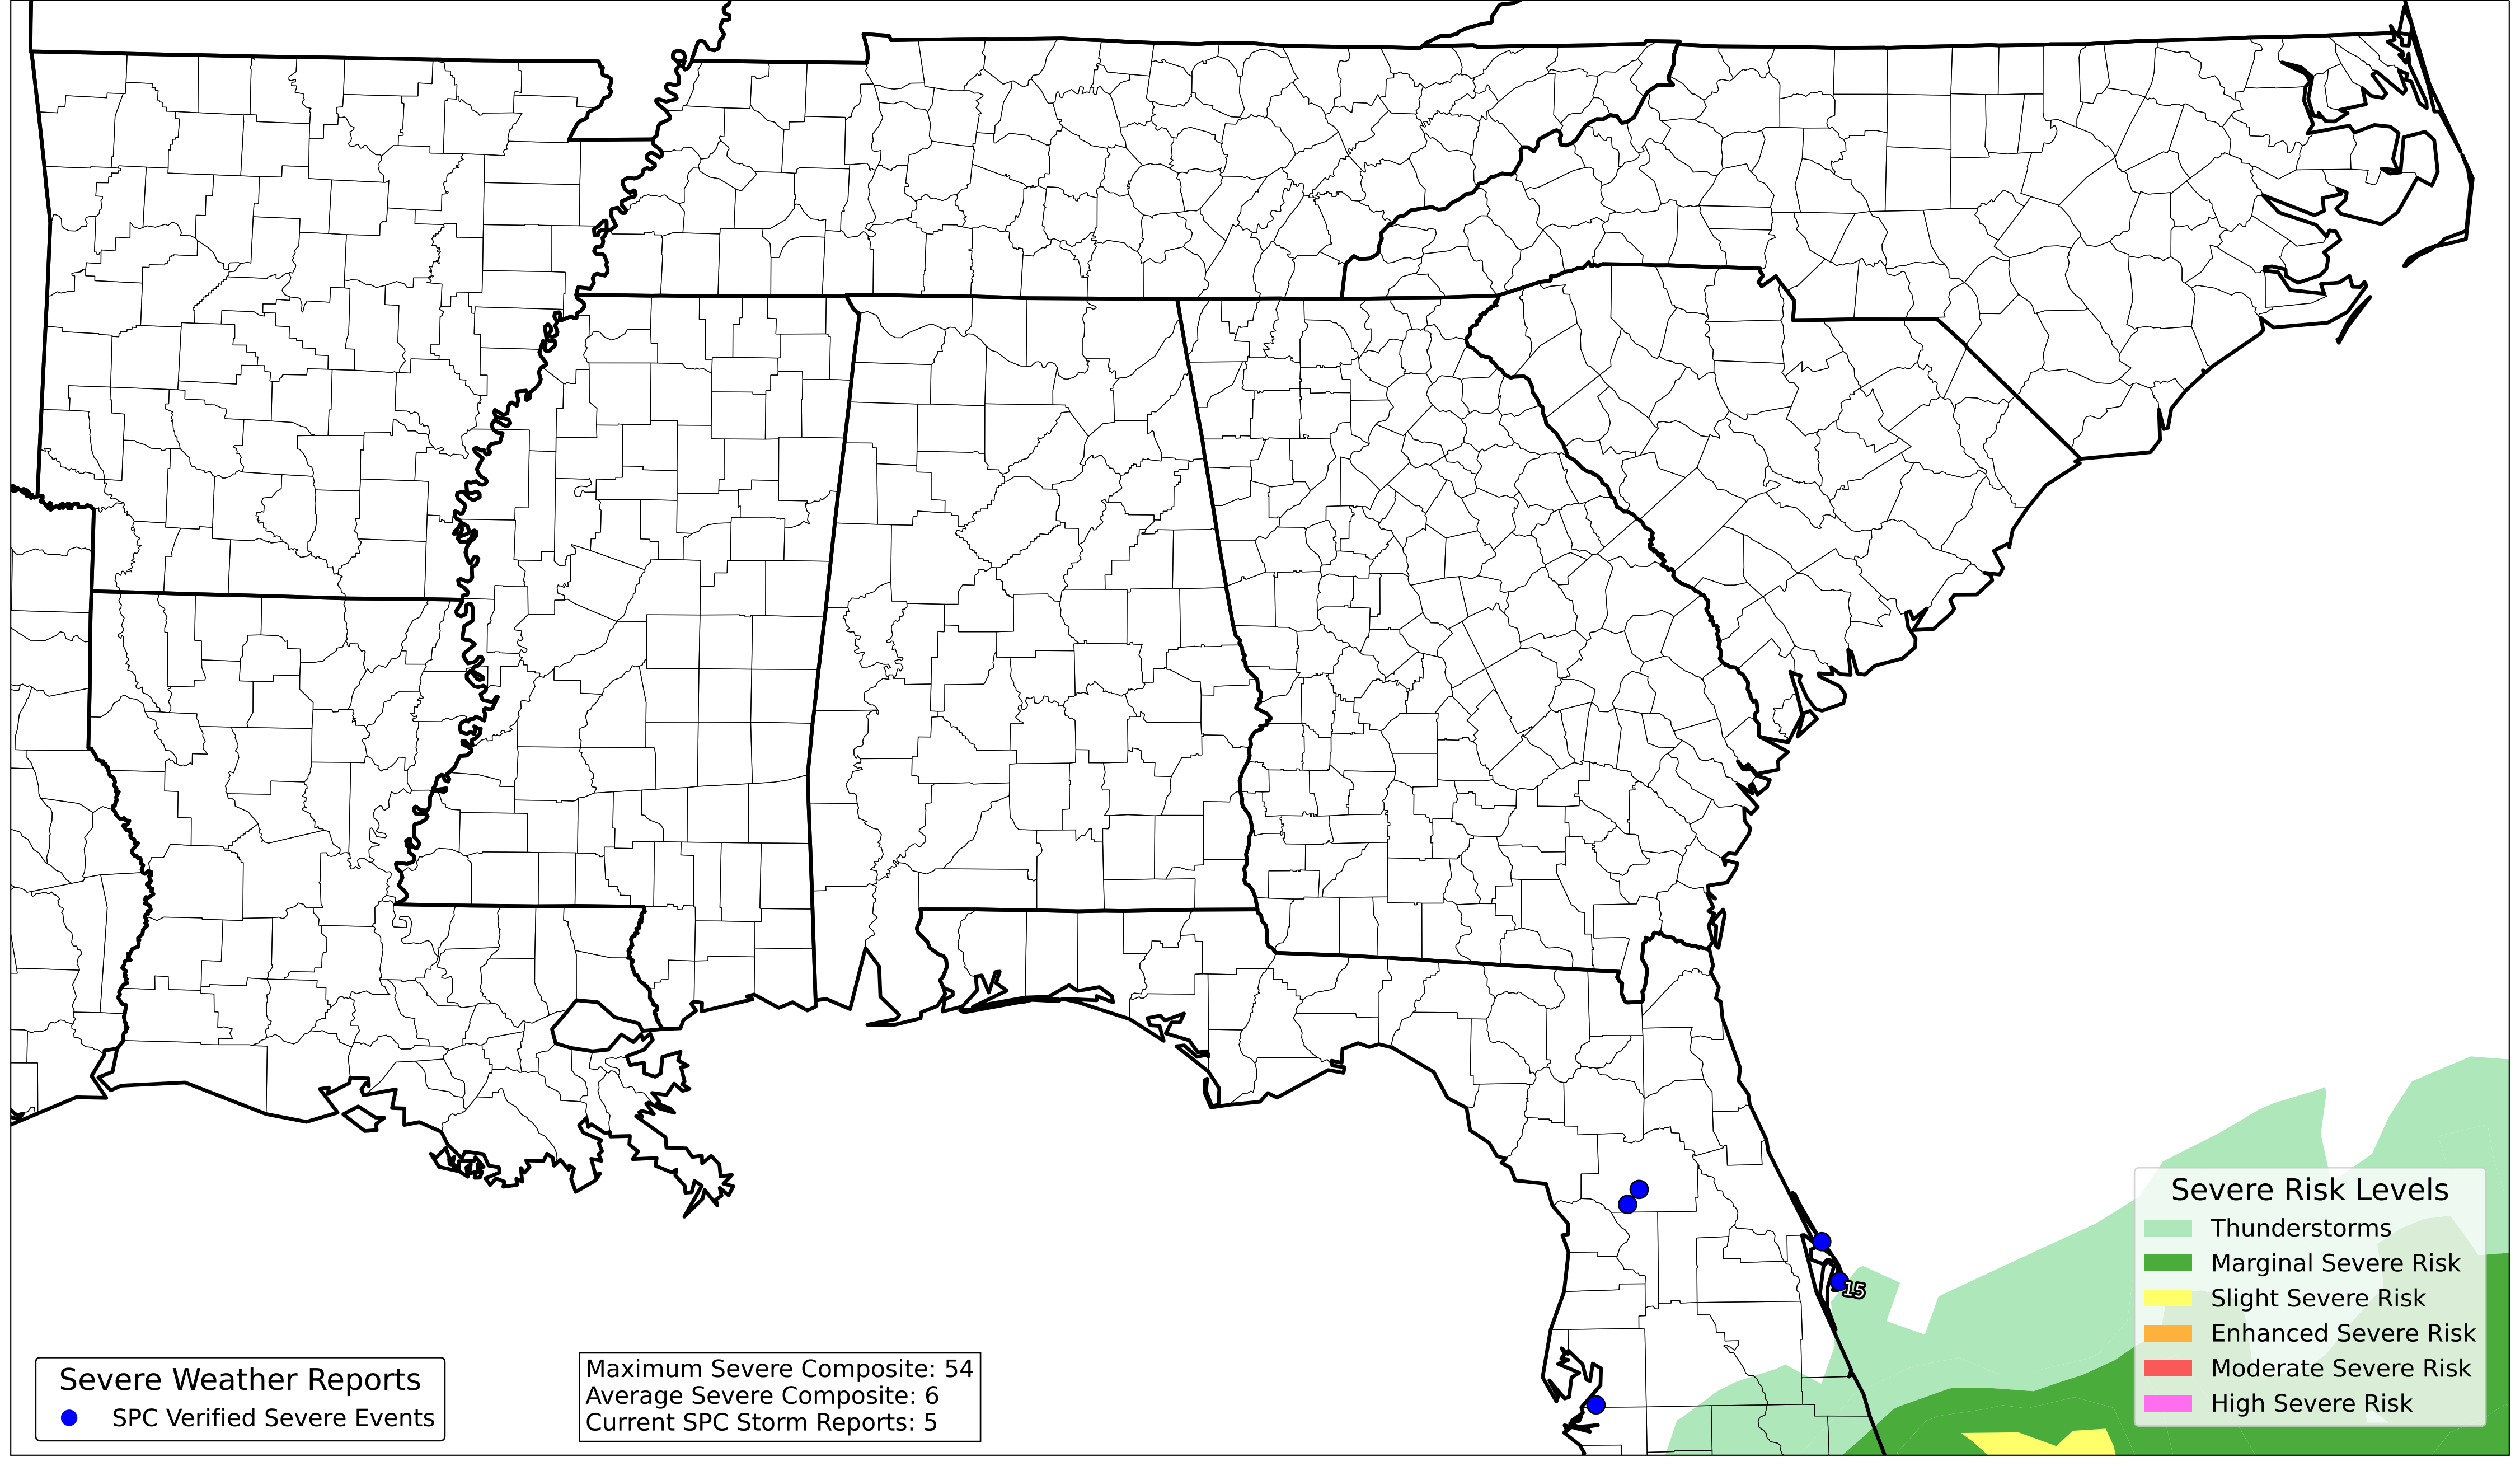 15
Severe Risk Levels
Thunderstorms
Marginal Severe Risk
Slight Severe Risk
Enhanced Severe Risk
Moderate Severe Risk
High Severe Risk
Severe Weather Reports
SPC Verified Severe Events
Maximum Severe Composite: 54
Average Severe Composite: 6
Current SPC Storm Reports: 5